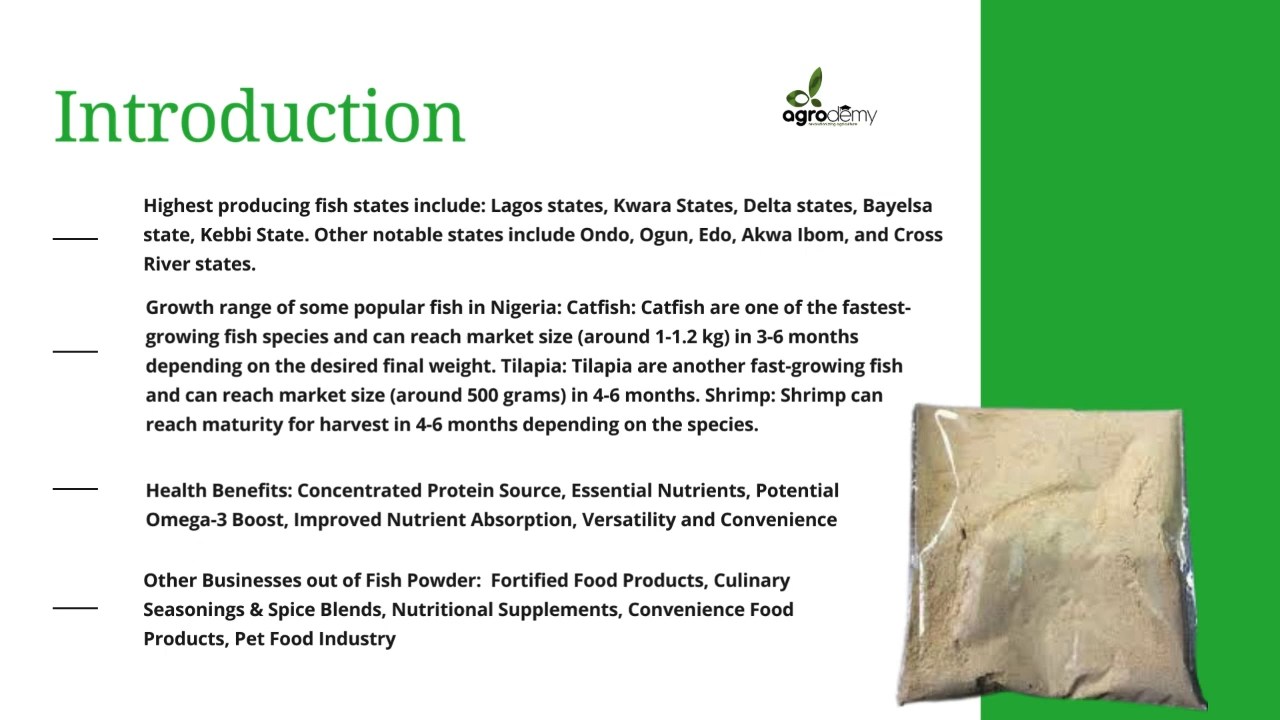 Introduction
agrodemy
Highest producing fish states include: Lagos states, Kwara States, Delta states, Bayelsa
state, Kebbi State. Other notable states include Ondo, Ogun, Edo, Akwa Ibom, and Cross
River states.
Growth range of some popular fish in Nigeria: Catfish: Catfish are one of the fastest-
growing fish species and can reach market size (around 1-1.2 kg) in 3-6 months
depending on the desired final weight. Tilapia: Tilapia are another fast-growing fish
and can reach market size (around 500 grams) in 4-6 months. Shrimp: Shrimp can
reach maturity for harvest in 4-6 months depending on the species.
Health Benefits: Concentrated Protein Source, Essential Nutrients, Potential
Omega-3 Boost, Improved Nutrient Absorption, Versatility and Convenience
Other Businesses out of Fish Powder:  Fortified Food Products, Culinary
Seasonings & Spice Blends, Nutritional Supplements, Convenience Food
Products, Pet Food Industry